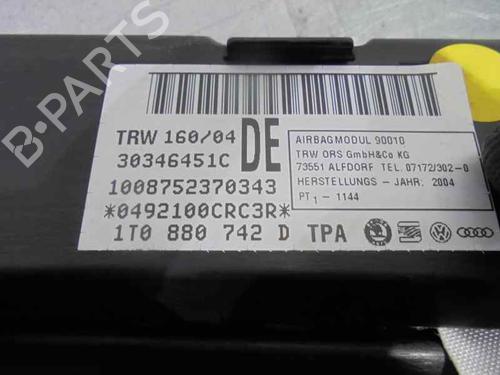 B-PARTS
TRW 160/04
DE
30346451C
1008752370343
*0492100CRC3R*
1T0 880 742 D TPA
AIRBAGMODUL 90010
TRW ORS GmbH&Co KG
73551 ALFDORF TEL. 07172/302-0
HERSTELLUNGS - JAHR: 2004
PT1 - 1144